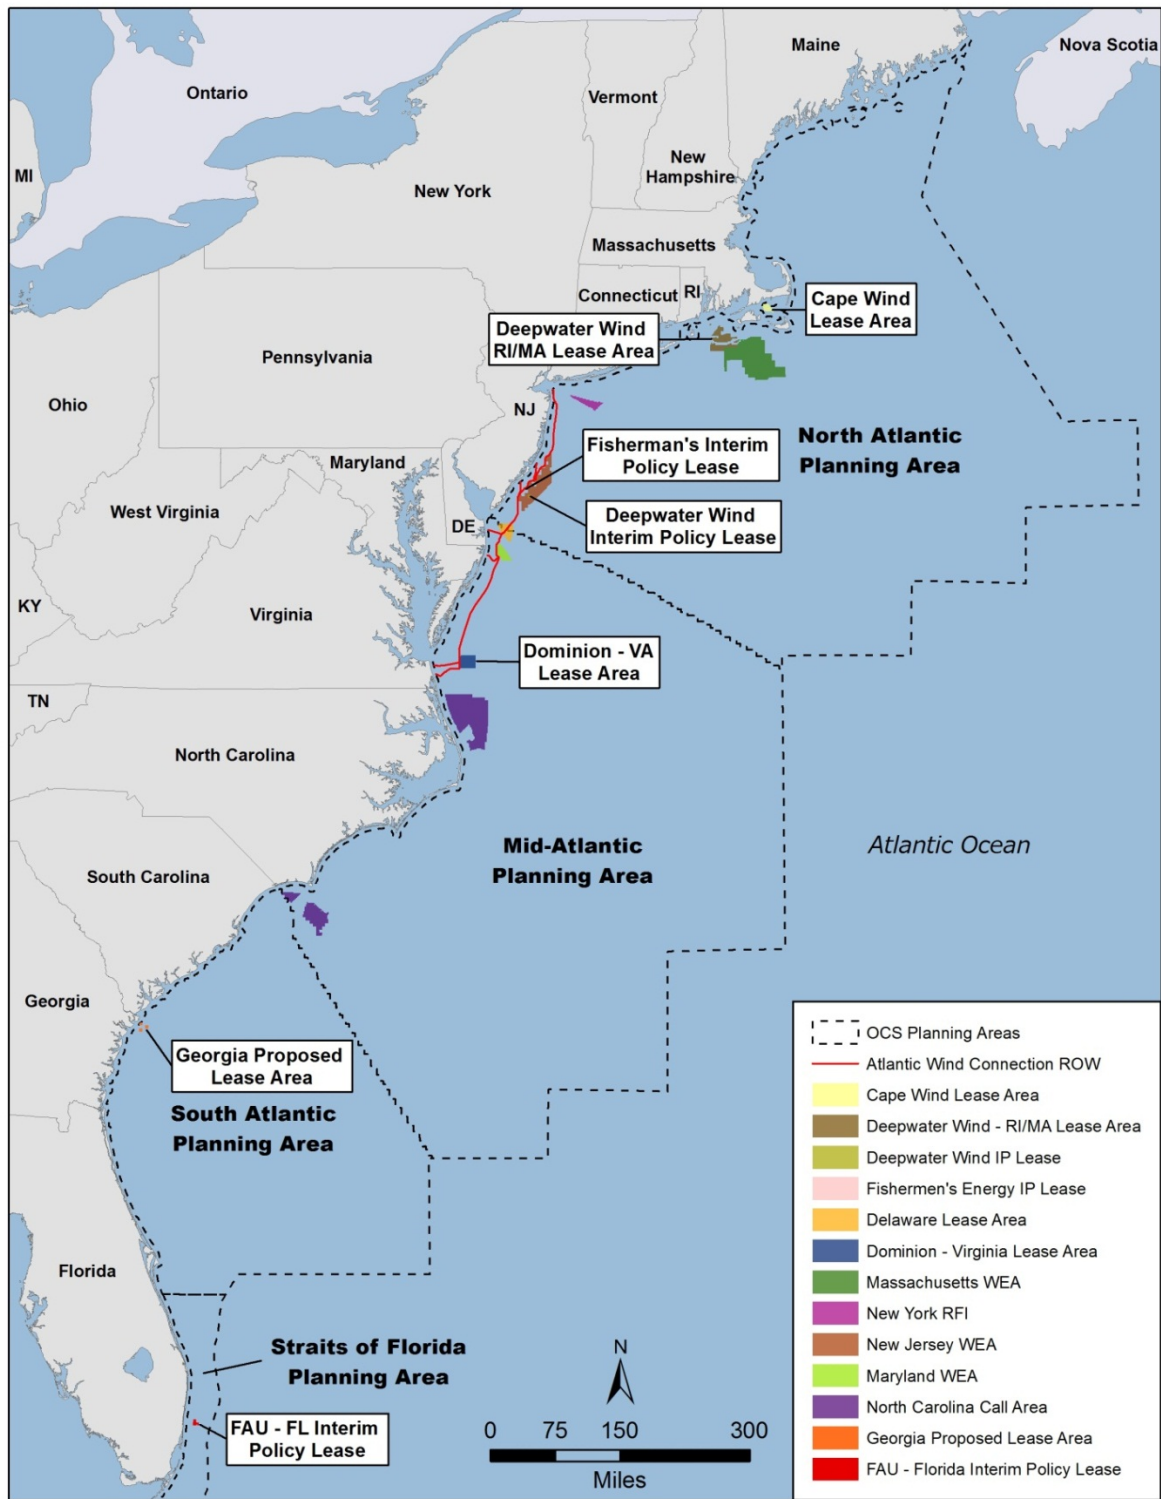 Maine
Nova Scotia
Ontario
Vermont
MI
New
Hampshire
New York
Massachusetts
Connecticut
RI
Cape Wind
Lease Area
Deepwater Wind
RI/MA Lease Area
Pennsylvania
Ohio
NJ
North Atlantic
Planning Area
Fisherman's Interim
Policy Lease
Maryland
West Virginia
DE
Deepwater Wind
Interim Policy Lease
KY
Virginia
Dominion - VA
Lease Area
TN
North Carolina
Mid-Atlantic
Planning Area
Atlantic Ocean
South Carolina
Georgia
Georgia Proposed
Lease Area
South Atlantic
Planning Area
Florida
Straits of Florida
Planning Area
FAU - FL Interim
Policy Lease
N
0 75 150 300
Miles
OCS Planning Areas
Atlantic Wind Connection ROW
Cape Wind Lease Area
Deepwater Wind - RI/MA Lease Area
Deepwater Wind IP Lease
Fishermen's Energy IP Lease
Delaware Lease Area
Dominion - Virginia Lease Area
Massachusetts WEA
New York RFI
New Jersey WEA
Maryland WEA
North Carolina Call Area
Georgia Proposed Lease Area
FAU - Florida Interim Policy Lease